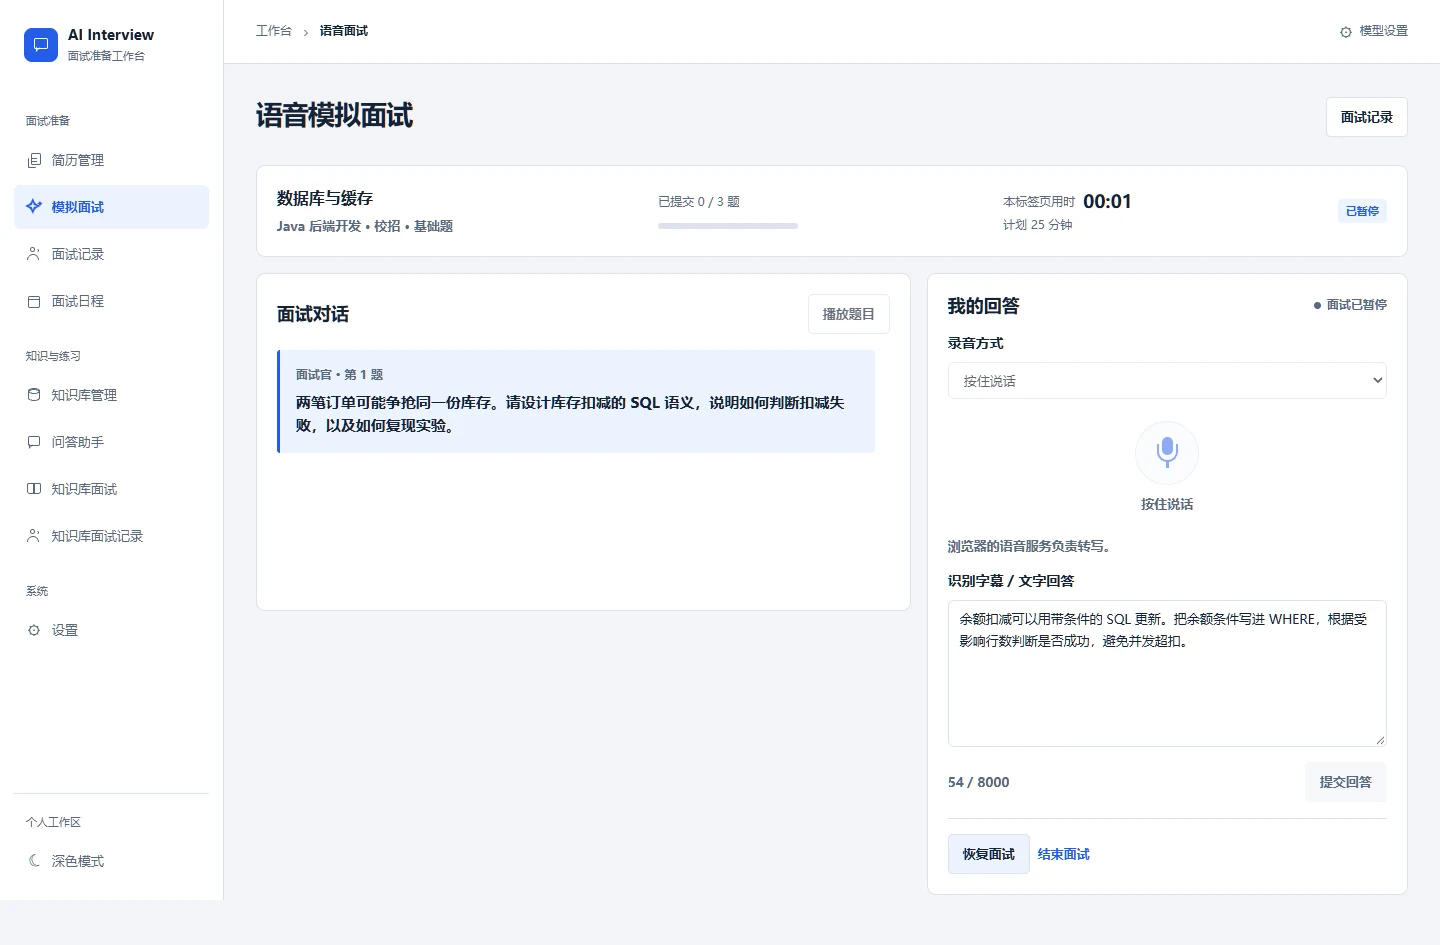 AI Interview
面试准备工作台
面试准备
简历管理
模拟面试
面试记录
面试日程
知识与练习
知识库管理
问答助手
知识库面试
知识库面试记录
系统
设置
个人工作区
深色模式
工作台 › 语音面试
模型设置
语音模拟面试
面试记录
数据库与缓存
Java 后端开发 • 校招 • 基础题
已提交 0 / 3 题
本标签页用时 00:01
计划 25 分钟
已暂停
面试对话
播放题目
面试官 • 第 1 题
两笔订单可能争抢同一份库存。请设计库存扣减的 SQL 语义，说明如何判断扣减失
败，以及如何复现实验。
我的回答
面试已暂停
录音方式
按住说话
按住说话
浏览器的语音服务负责转写。
识别字幕 / 文字回答
余额扣减可以用带条件的 SQL 更新。把余额条件写进 WHERE，根据受
影响行数判断是否成功，避免并发超扣。
54 / 8000
提交回答
恢复面试
结束面试